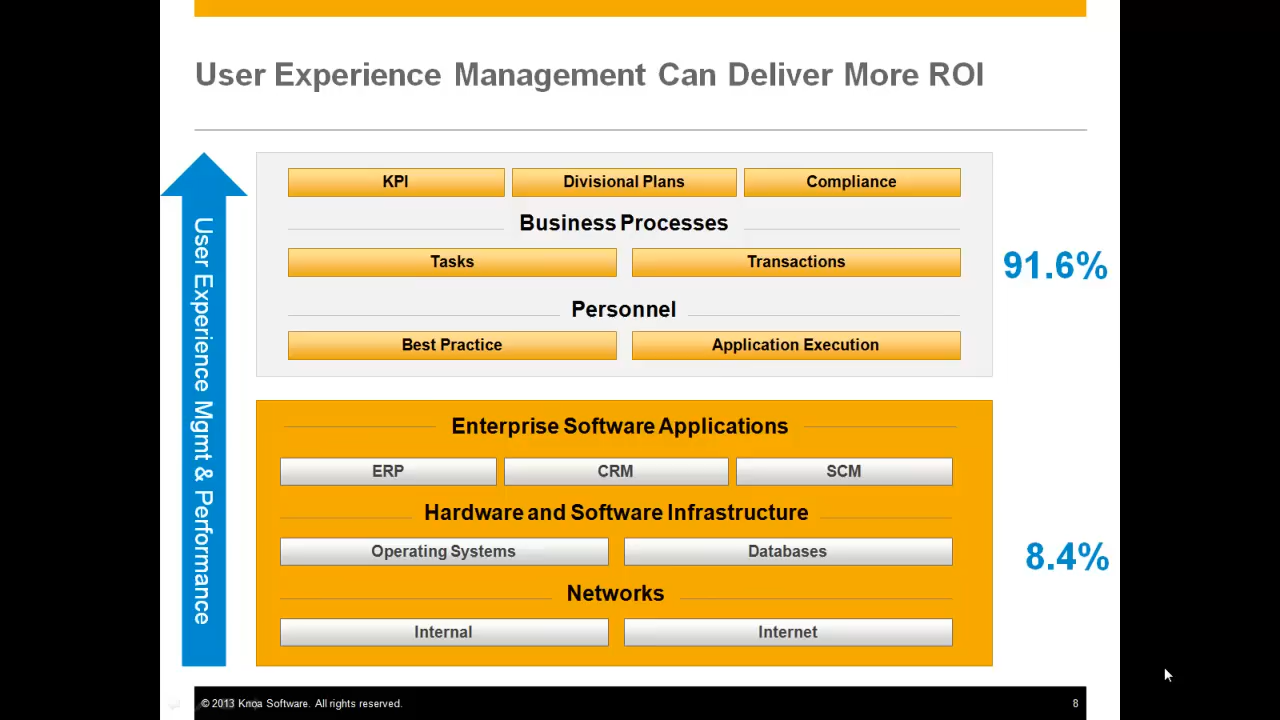 User Experience Management Can Deliver More ROI
User Experience Mgmt & Performance
KPI
Divisional Plans
Compliance
Business Processes
Tasks
Transactions
91.6%
Personnel
Best Practice
Application Execution
Enterprise Software Applications
ERP
CRM
SCM
Hardware and Software Infrastructure
Operating Systems
Databases
8.4%
Networks
Internal
Internet
© 2013 Knoa Software. All rights reserved.
8